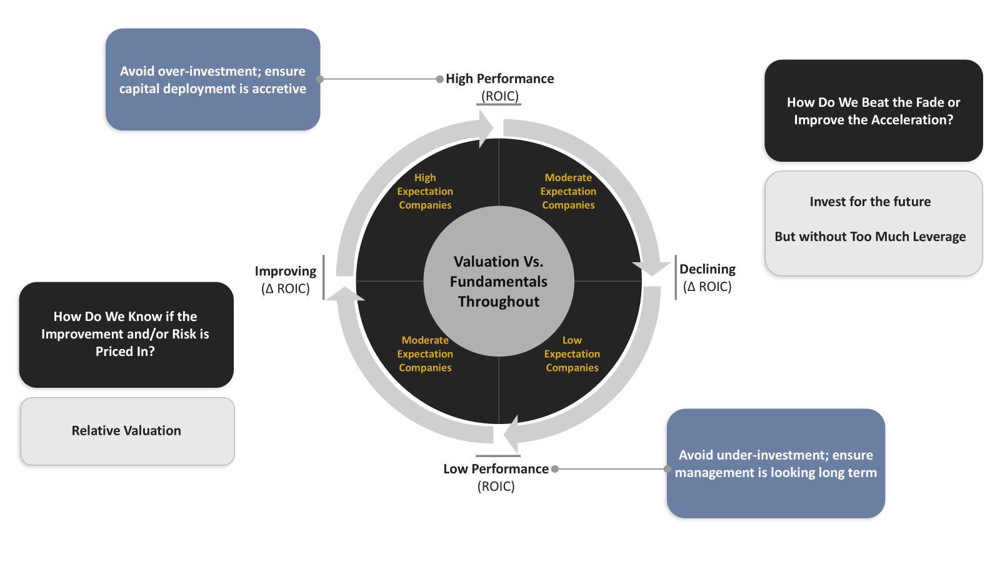 Avoid over-investment; ensure
capital deployment is accretive
High Performance
(ROIC)
How Do We Beat the Fade or
Improve the Acceleration?
Invest for the future
But without Too Much Leverage
High
Expectation
Companies
Moderate
Expectation
Companies
Valuation Vs.
Fundamentals
Throughout
Improving
(Δ ROIC)
Declining
(Δ ROIC)
How Do We Know if the
Improvement and/or Risk is
Priced In?
Relative Valuation
Moderate
Expectation
Companies
Low
Expectation
Companies
Low Performance
(ROIC)
Avoid under-investment; ensure
management is looking long term